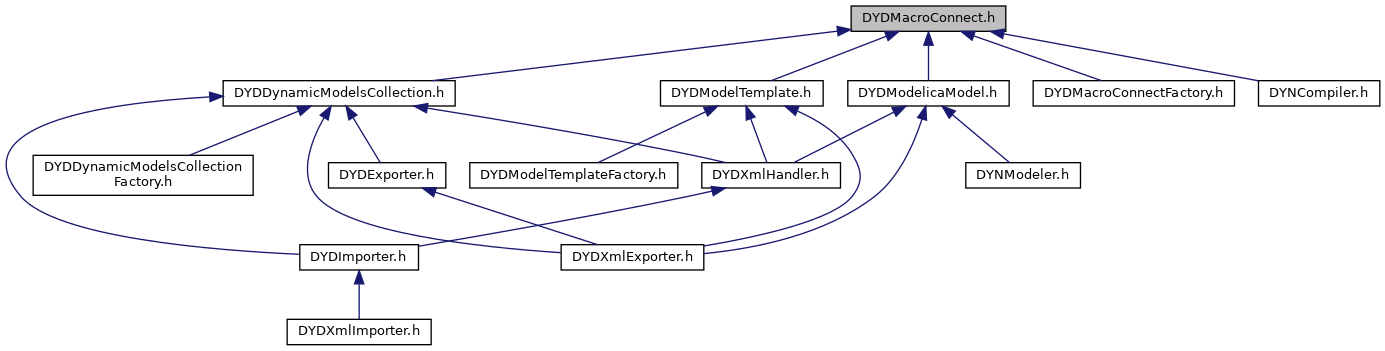 DYDMacroConnect.h
DYDDynamicModelsCollection.h
DYDModelTemplate.h
DYDModelicaModel.h
DYDMacroConnectFactory.h
DYNCompiler.h
DYDDynamicModelsCollection
Factory.h
DYDExporter.h
DYDModelTemplateFactory.h
DYDXmlHandler.h
DYNModeler.h
DYDImporter.h
DYDXmlExporter.h
DYDXmlImporter.h